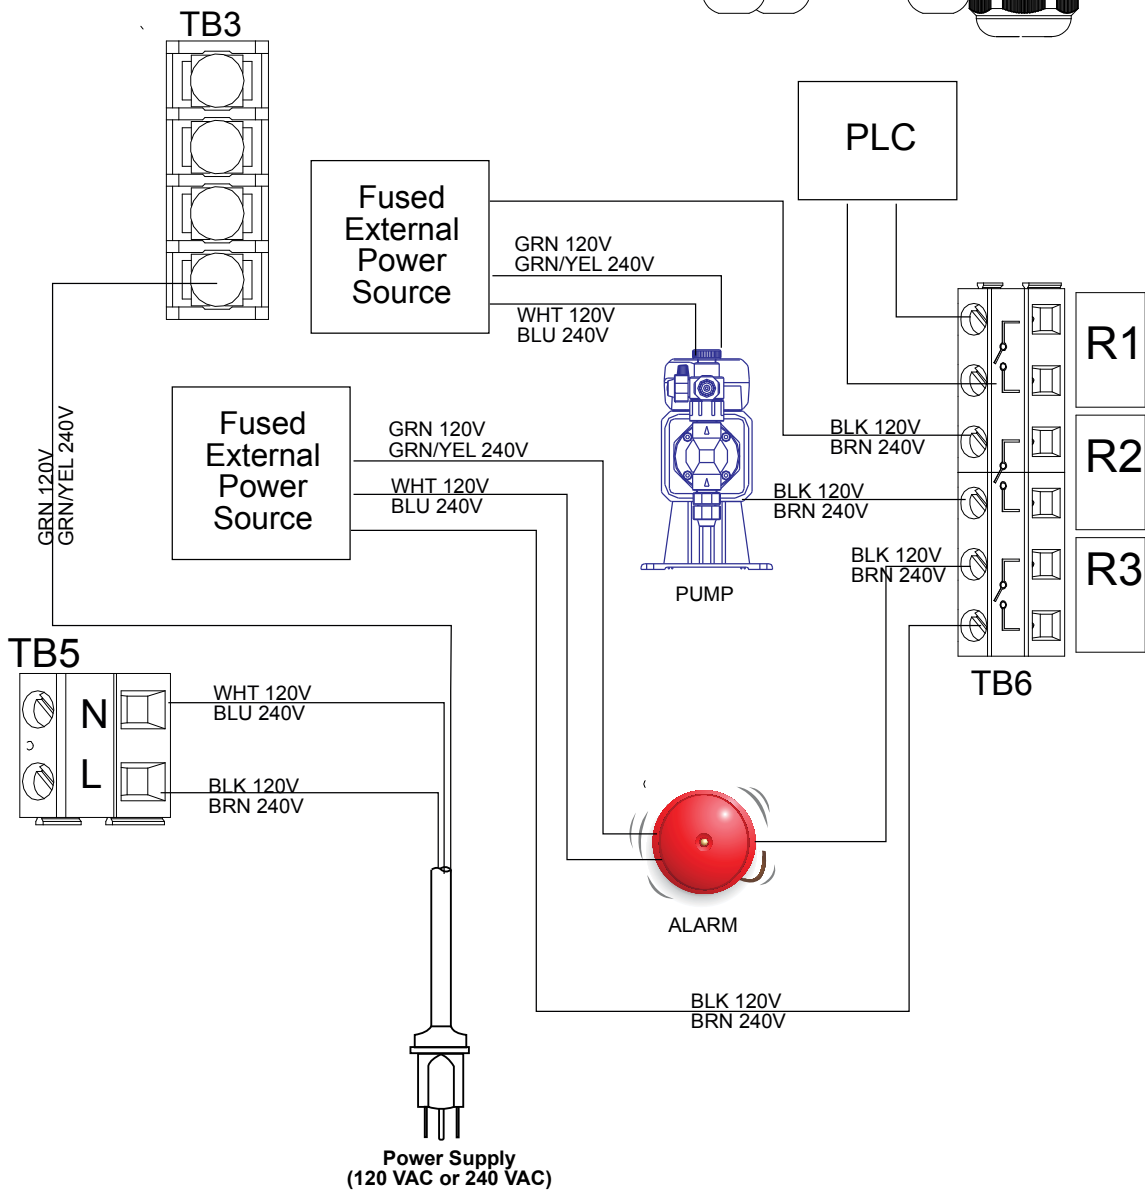 TB3
PLC
Fused
External
Power
Source
GRN 120V
GRN/YEL 240V
WHT 120V
BLU 240V
R1
R2
R3
BLK 120V
BRN 240V
BLK 120V
BRN 240V
BLK 120V
BRN 240V
TB6
PUMP
Fused
External
Power
Source
GRN 120V
GRN/YEL 240V
WHT 120V
BLU 240V
GRN 120V
GRN/YEL 240V
TB5
N
L
WHT 120V
BLU 240V
BLK 120V
BRN 240V
ALARM
BLK 120V
BRN 240V
Power Supply
(120 VAC or 240 VAC)